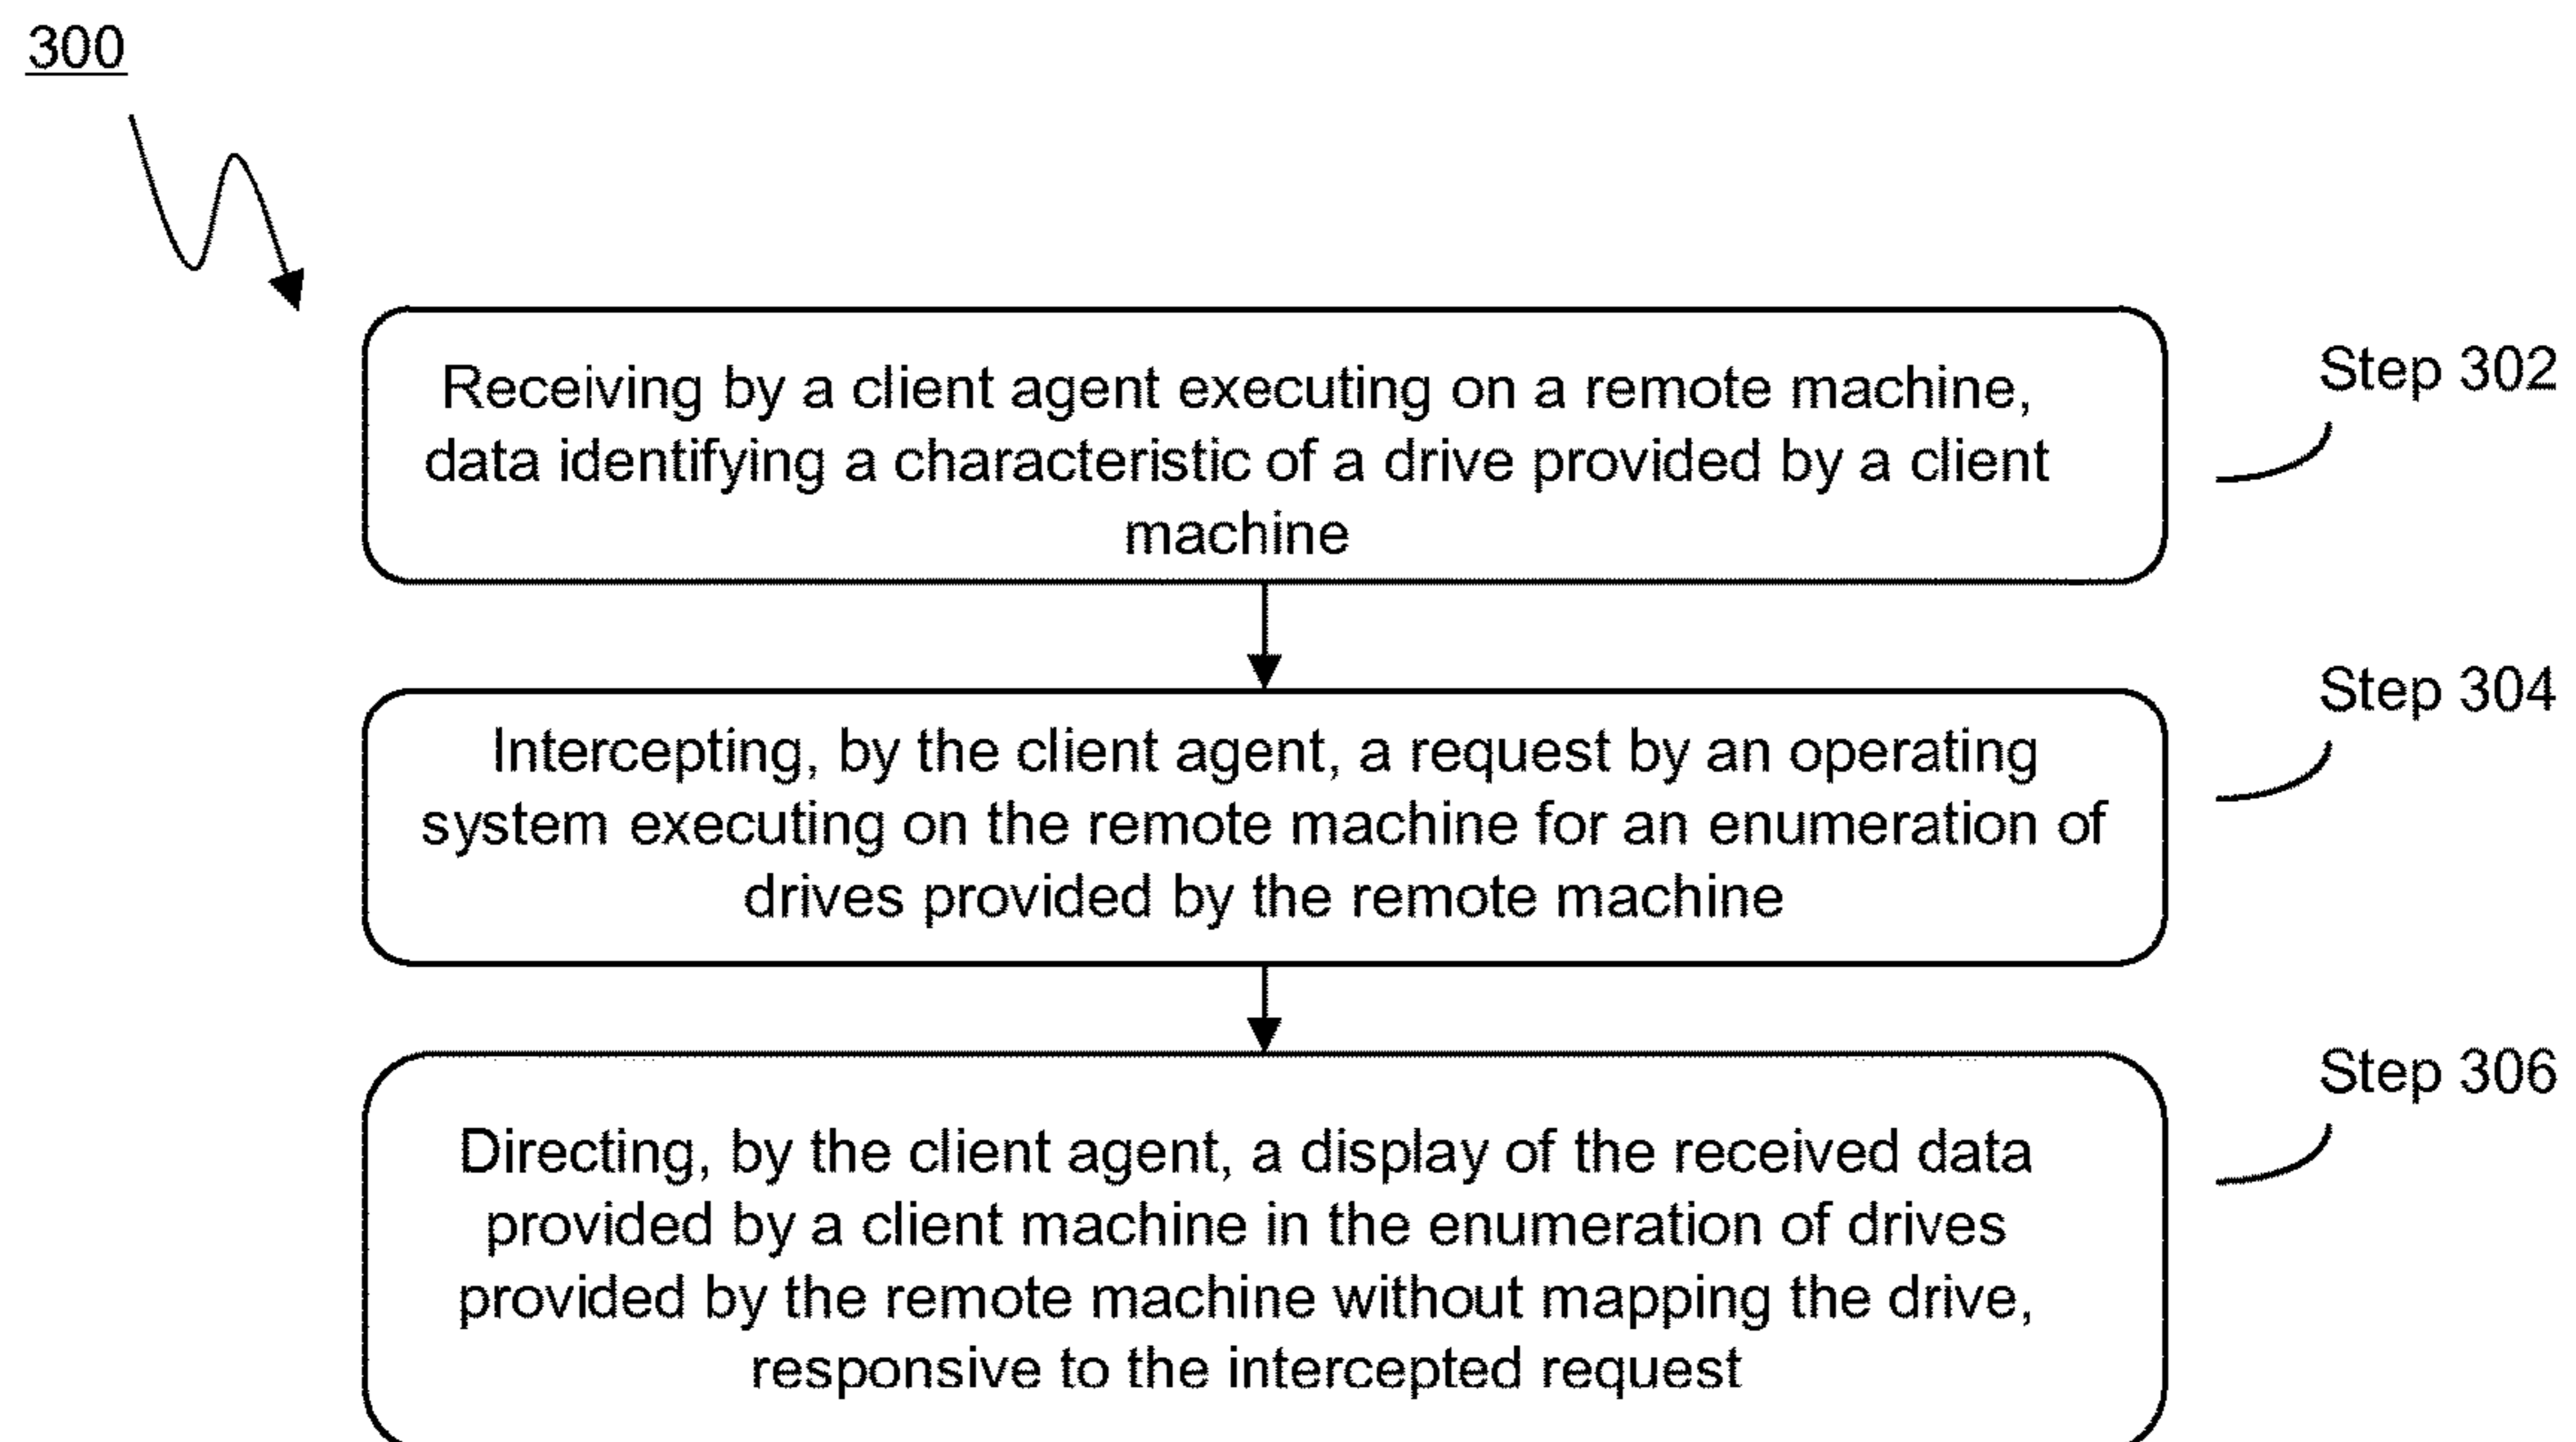 300
Receiving by a client agent executing on a remote machine,
data identifying a characteristic of a drive provided by a client
machine
Step 302
Intercepting, by the client agent, a request by an operating
system executing on the remote machine for an enumeration of
drives provided by the remote machine
Step 304
Directing, by the client agent, a display of the received data
provided by a client machine in the enumeration of drives
provided by the remote machine without mapping the drive,
responsive to the intercepted request
Step 306